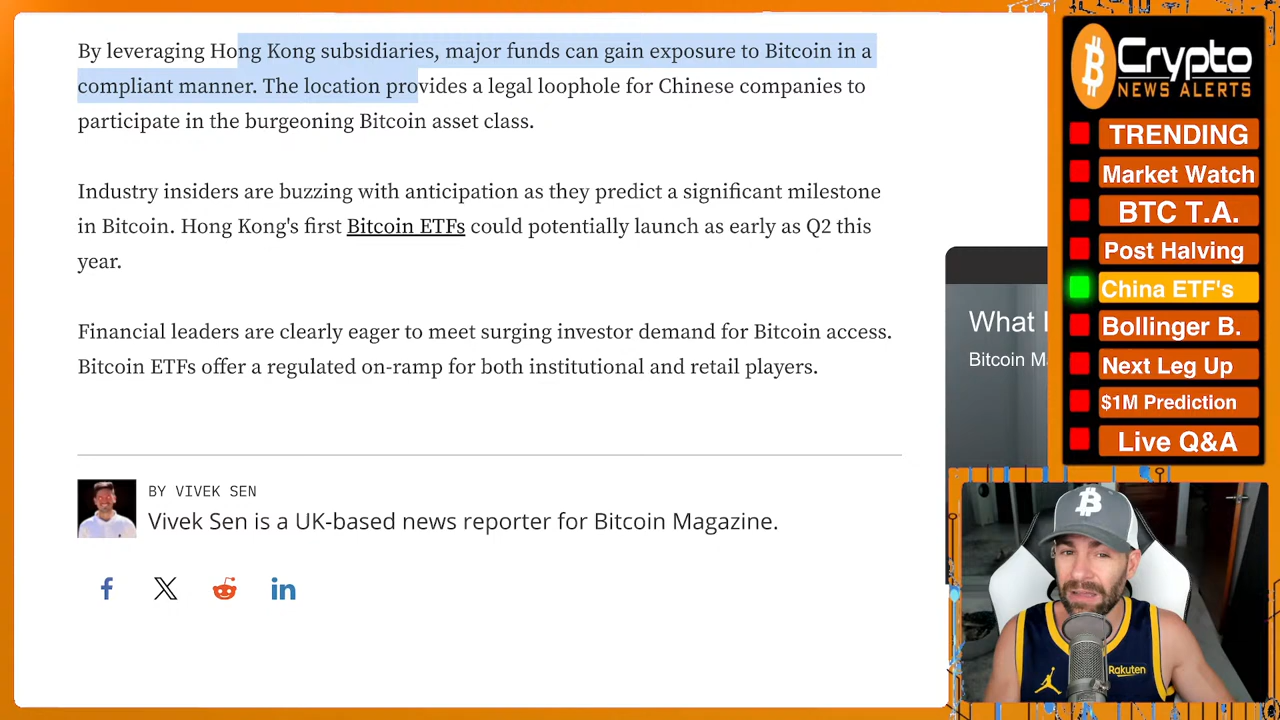 By leveraging Hong Kong subsidiaries, major funds can gain exposure to Bitcoin in a
compliant manner. The location provides a legal loophole for Chinese companies to
participate in the burgeoning Bitcoin asset class.
Industry insiders are buzzing with anticipation as they predict a significant milestone
in Bitcoin. Hong Kong's first Bitcoin ETFs could potentially launch as early as Q2 this
year.
Financial leaders are clearly eager to meet surging investor demand for Bitcoin access.
Bitcoin ETFs offer a regulated on-ramp for both institutional and retail players.
BY VIVEK SEN
Vivek Sen is a UK-based news reporter for Bitcoin Magazine.
What
Bitcoin Ma
Crypto
NEWS ALERTS
TRENDING
Market Watch
BTC T.A.
Post Halving
China ETF's
Bollinger B.
Next Leg Up
$1M Prediction
Live Q&A
Rakuten